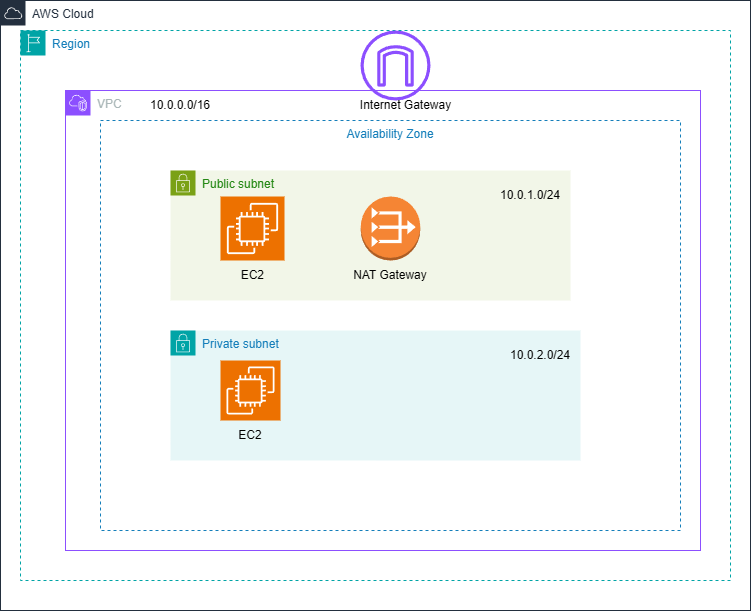 AWS Cloud
Region
VPC
10.0.0.0/16
Internet Gateway
Availability Zone
Public subnet
10.0.1.0/24
EC2
NAT Gateway
Private subnet
10.0.2.0/24
EC2